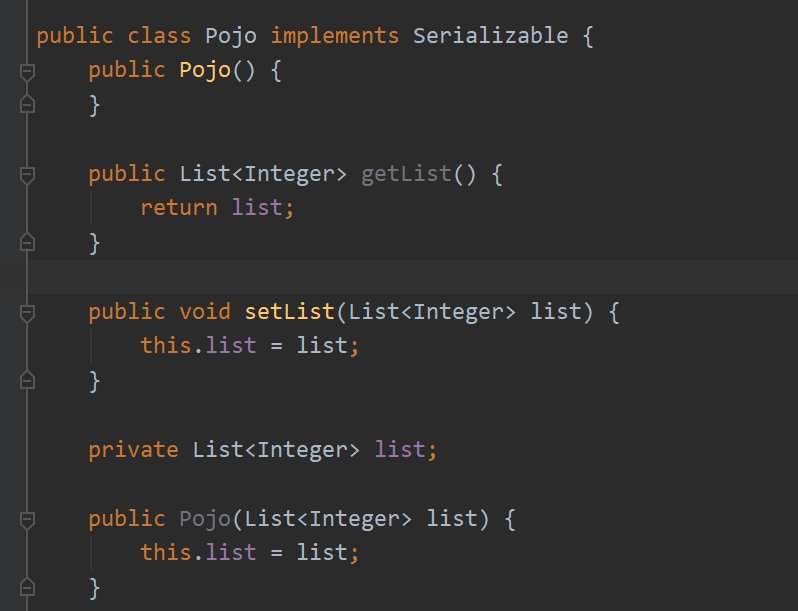 public class Pojo implements Serializable {
    public Pojo() {
    }
    public List<Integer> getList() {
        return list;
    }
    public void setList(List<Integer> list) {
        this.list = list;
    }
    private List<Integer> list;
    public Pojo(List<Integer> list) {
        this.list = list;
    }